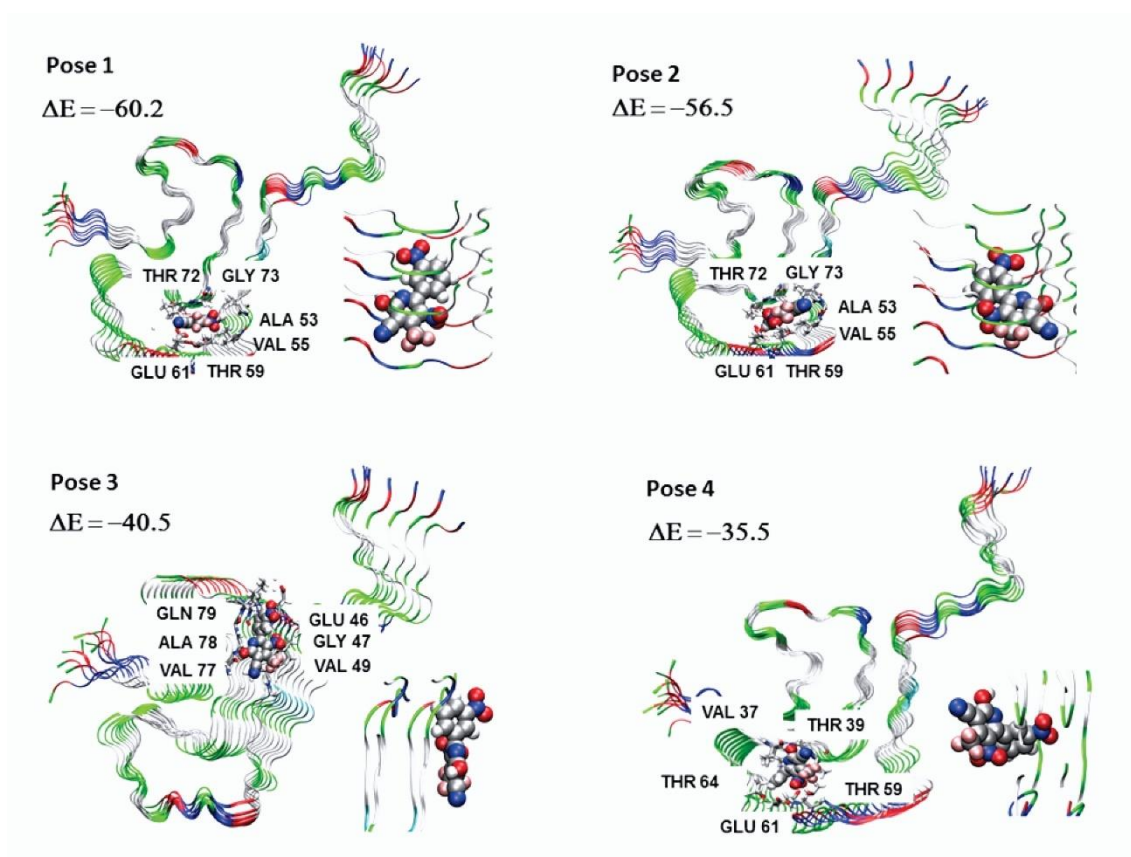 Pose 1
ΔE = −60.2
THR 72 GLY 73
ALA 53
VAL 55
GLU 61 THR 59
Pose 2
ΔE = −56.5
THR 72 GLY 73
ALA 53
VAL 55
GLU 61 THR 59
Pose 3
ΔE = −40.5
GLN 79
GLU 46
ALA 78
GLY 47
VAL 77
VAL 49
Pose 4
ΔE = −35.5
VAL 37
THR 39
THR 64
THR 59
GLU 61